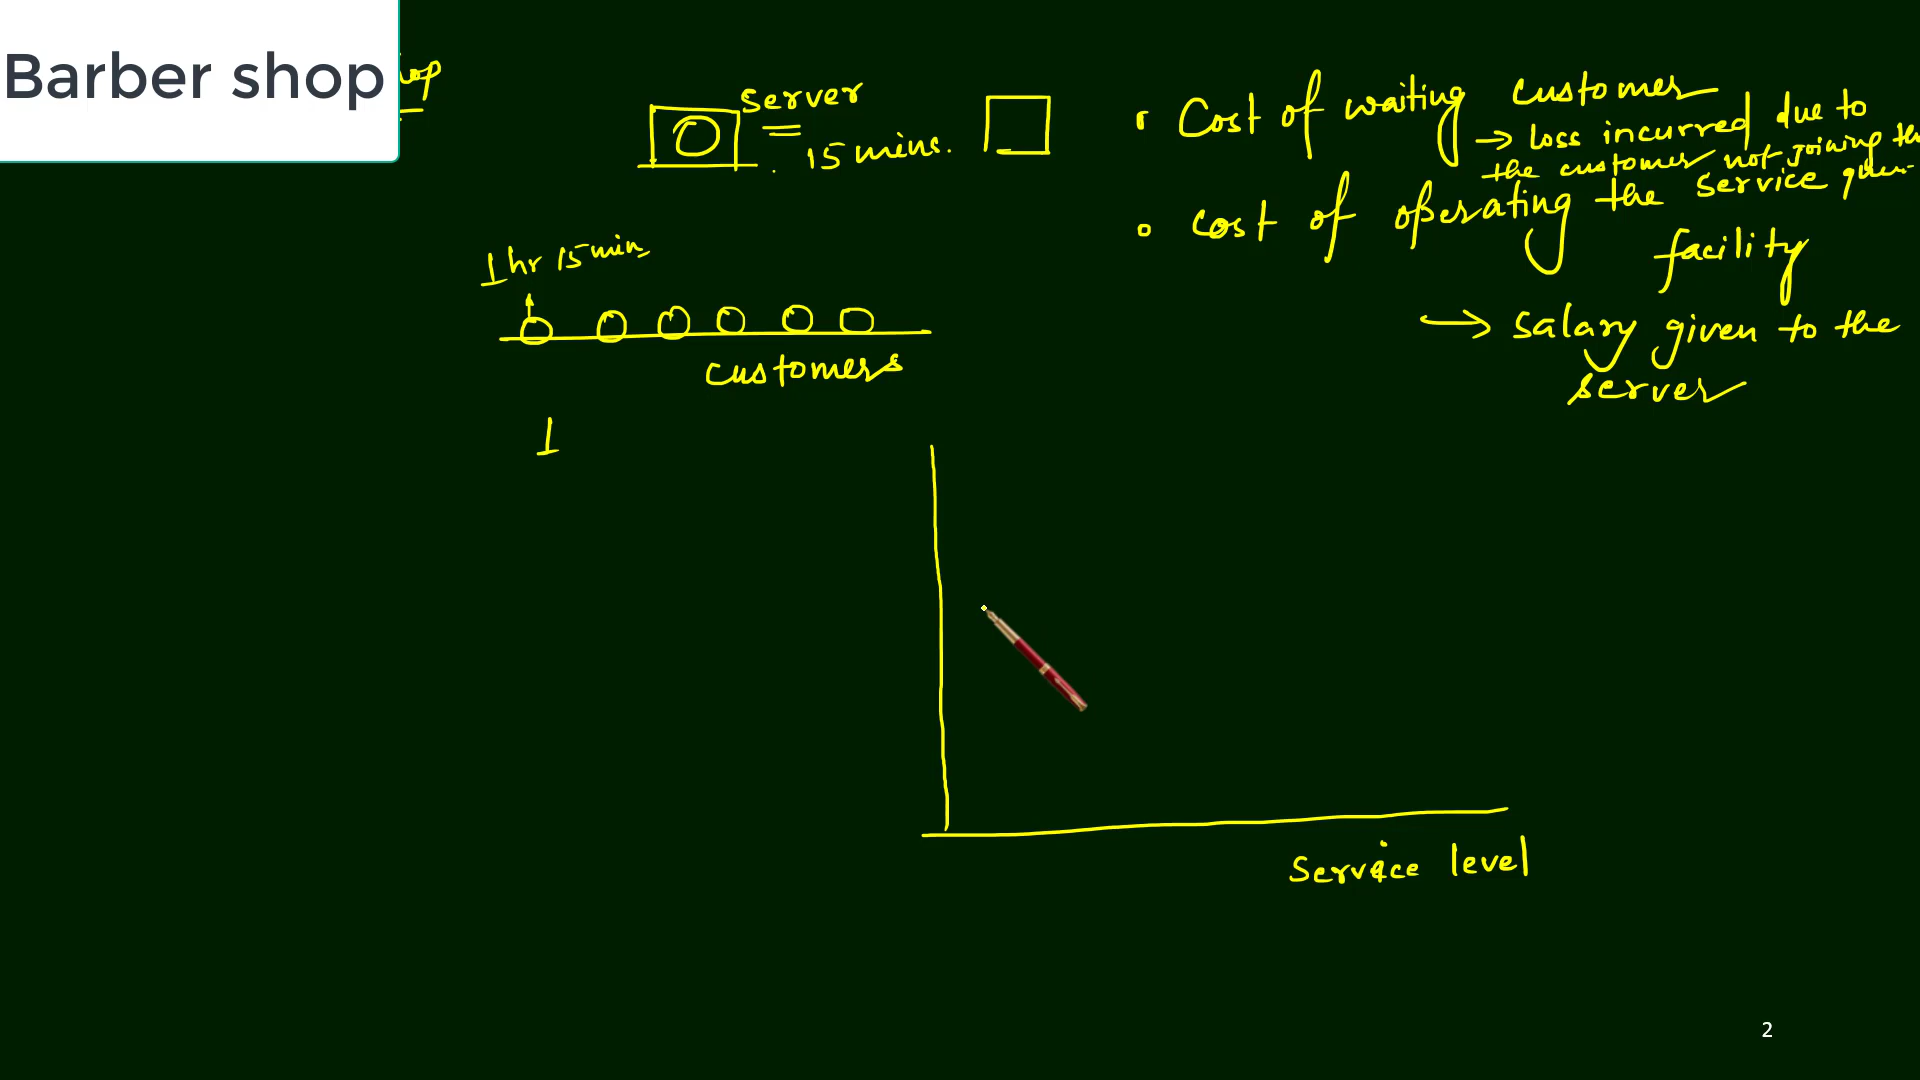 Barber shop
server
15 mins.
1 hr 15 min
customers
1
Cost of waiting customer
→ loss incurred due to
the customer not joining the
cost of operating the service
facility
→ salary given to the
server
Service level
2